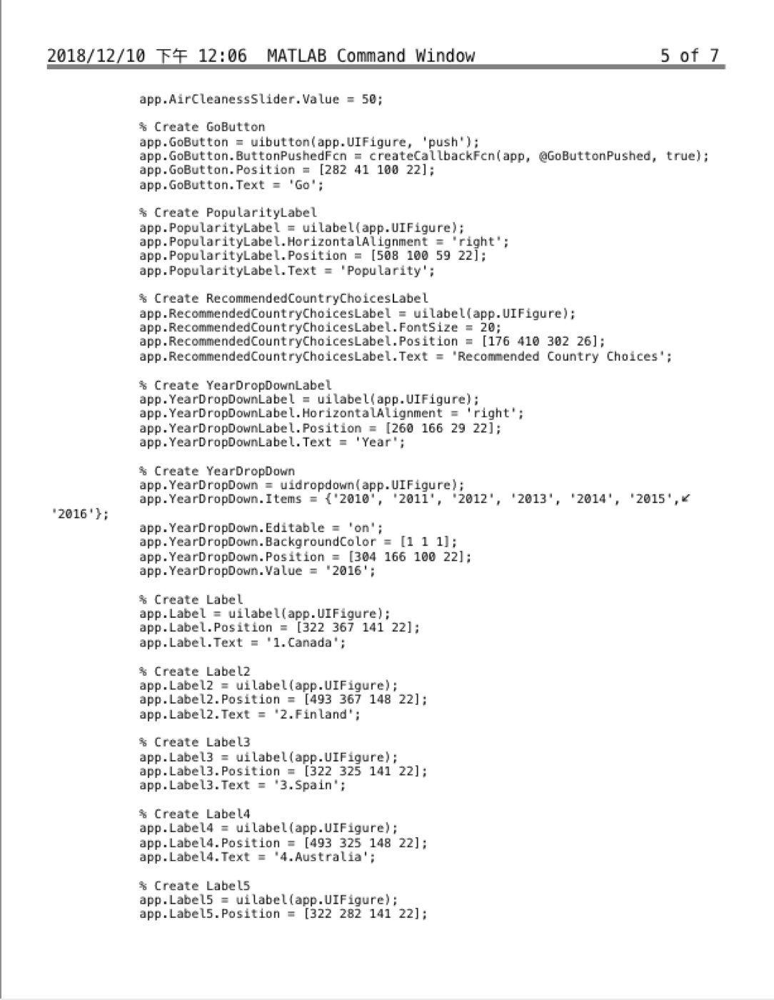 2018/12/10 下午 12:06  MATLAB Command Window    5 of 7
app.AirCleanessSlider.Value = 50;
% Create GoButton
app.GoButton = uibutton(app.UIFigure, 'push');
app.GoButton.ButtonPushedFcn = createCallbackFcn(app, @GoButtonPushed, true);
app.GoButton.Position = [282 41 100 22];
app.GoButton.Text = 'Go';
% Create PopularityLabel
app.PopularityLabel = uilabel(app.UIFigure);
app.PopularityLabel.HorizontalAlignment = 'right';
app.PopularityLabel.Position = [508 100 59 22];
app.PopularityLabel.Text = 'Popularity';
% Create RecommendedCountryChoicesLabel
app.RecommendedCountryChoicesLabel = uilabel(app.UIFigure);
app.RecommendedCountryChoicesLabel.FontSize = 20;
app.RecommendedCountryChoicesLabel.Position = [176 410 302 26];
app.RecommendedCountryChoicesLabel.Text = 'Recommended Country Choices';
% Create YearDropDownLabel
app.YearDropDownLabel = uilabel(app.UIFigure);
app.YearDropDownLabel.HorizontalAlignment = 'right';
app.YearDropDownLabel.Position = [260 166 29 22];
app.YearDropDownLabel.Text = 'Year';
% Create YearDropDown
app.YearDropDown = uidropdown(app.UIFigure);
app.YearDropDown.Items = {'2010', '2011', '2012', '2013', '2014', '2015',↙
'2016'};
app.YearDropDown.Editable = 'on';
app.YearDropDown.BackgroundColor = [1 1 1];
app.YearDropDown.Position = [304 166 100 22];
app.YearDropDown.Value = '2016';
% Create Label
app.Label = uilabel(app.UIFigure);
app.Label.Position = [322 367 141 22];
app.Label.Text = '1.Canada';
% Create Label2
app.Label2 = uilabel(app.UIFigure);
app.Label2.Position = [493 367 148 22];
app.Label2.Text = '2.Finland';
% Create Label3
app.Label3 = uilabel(app.UIFigure);
app.Label3.Position = [322 325 141 22];
app.Label3.Text = '3.Spain';
% Create Label4
app.Label4 = uilabel(app.UIFigure);
app.Label4.Position = [493 325 148 22];
app.Label4.Text = '4.Australia';
% Create Label5
app.Label5 = uilabel(app.UIFigure);
app.Label5.Position = [322 282 141 22];